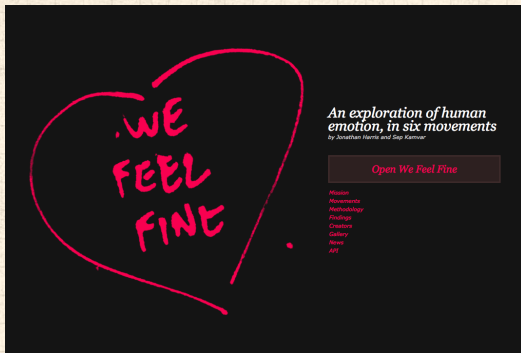 WE
FEEL
FINE
An exploration of human
emotion, in six movements
by Jonathan Harris and Sep Kamvar
Open We Feel Fine
Mission
Movements
Methodology
Findings
Creators
Gallery
News
API